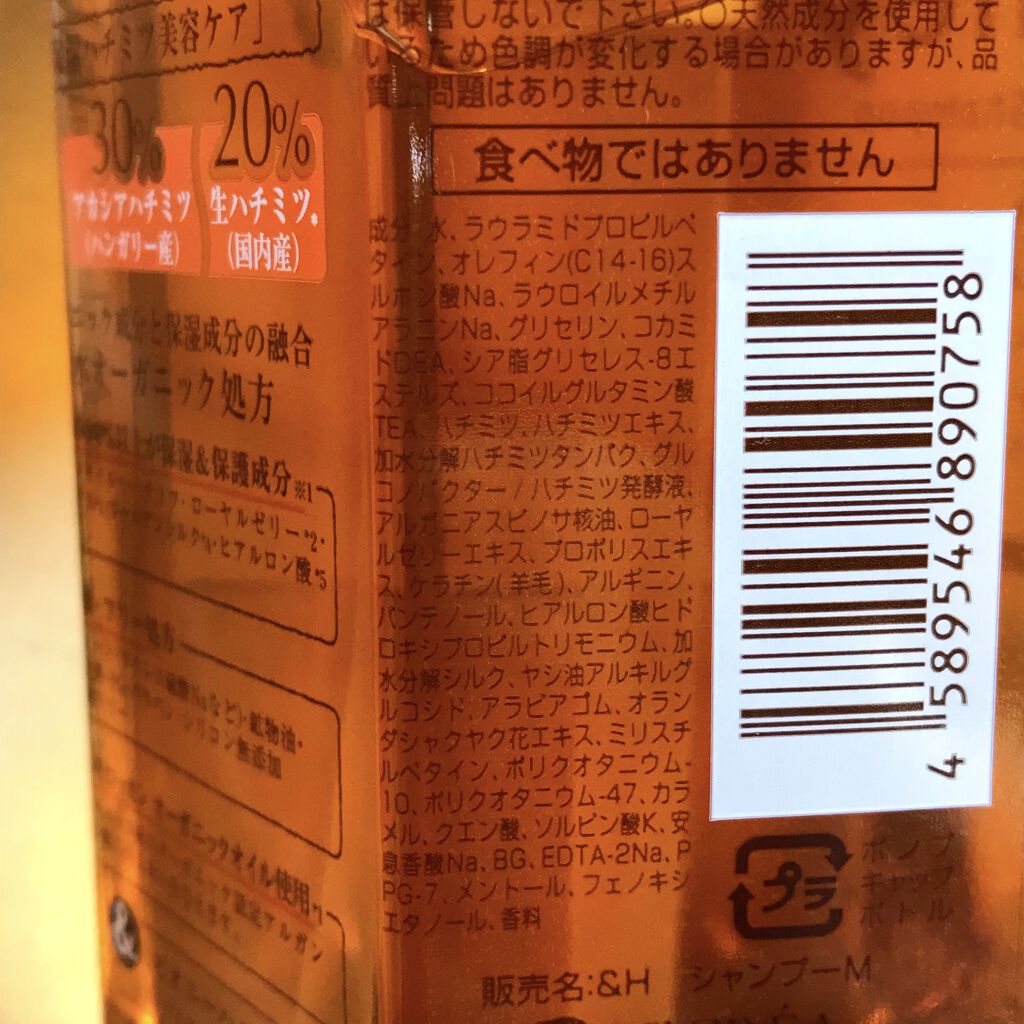 ハチミツ美容ケア」
30%
アカシアハチミツ
(ハンガリー産)
20%
生ハチミツ*
(国内産)
成分と保湿成分の融合
オーガニック処方
保湿&保護成分※1
・ローヤルゼリー*2・
ヒアルロン酸*5
処方
など)・鉱物油・
シリコン無添加
オーガニックオイル使用
アルガン
&
は保管しないで下さい。○天然成分を使用して
いるため色調が変化する場合がありますが、品
質上問題はありません。
食べ物ではありません
成分:水、ラウラミドプロピルベ
タイン、オレフィン(C14-16)ス
ルホン酸Na、ラウロイルメチル
アラニンNa、グリセリン、コカミ
ドDEA、シア脂グリセレス-8エ
ステルズ、ココイルグルタミン酸
TEA、ハチミツ、ハチミツエキス、
加水分解ハチミツタンパク、グル
コノバクター/ハチミツ発酵液、
アルガニアスピノサ核油、ローヤ
ルゼリーエキス、プロポリスエキ
ス、ケラチン(羊毛)、アルギニン、
パンテノール、ヒアルロン酸ヒド
ロキシプロピルトリモニウム、加
水分解シルク、ヤシ油アルキルグ
ルコシド、アラビアゴム、オラン
ダシャクヤク花エキス、ミリスチ
ルベタイン、ポリクオタニウム-
10、ポリクオタニウム-47、カラ
メル、クエン酸、ソルビン酸K、安
息香酸Na、BG、EDTA-2Na、P
PG-7、メントール、フェノキシ
エタノール、香料
4 589546 890758
プラ
ポンプ
キャップ
ボトル
販売名:&H シャンプーM